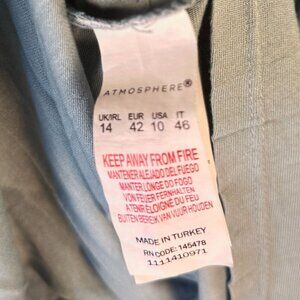 ATMOSPHERE®
UK/IRL EUR USA IT
14 42 10 46
KEEP AWAY FROM FIRE
MANTENER ALEJADO DEL FUEGO
MANTER LONGE DO FOGO
VON FEUER FERNHALTEN
A TENIR ÉLOIGNÉ DU FEU
BUITEN BEREIK VAN VUUR HOUDEN
MADE IN TURKEY
RN CODE: 145478
1111410971